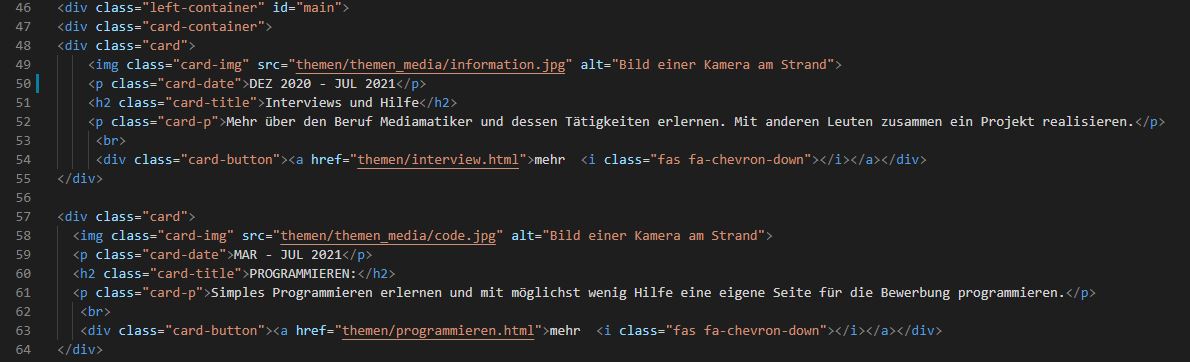 46 <div class="left-container" id="main">
47 <div class="card-container">
48 <div class="card">
49 <img class="card-img" src="themen/themen_media/information.jpg" alt="Bild einer Kamera am Strand">
50 <p class="card-date">DEZ 2020 - JUL 2021</p>
51 <h2 class="card-title">Interviews und Hilfe</h2>
52 <p class="card-p">Mehr über den Beruf Mediamatiker und dessen Tätigkeiten erlernen. Mit anderen Leuten zusammen ein Projekt realisieren.</p>
53 <br>
54 <div class="card-button"><a href="themen/interview.html">mehr  <i class="fas fa-chevron-down"></i></a></div>
55 </div>
56
57 <div class="card">
58 <img class="card-img" src="themen/themen_media/code.jpg" alt="Bild einer Kamera am Strand">
59 <p class="card-date">MAR - JUL 2021</p>
60 <h2 class="card-title">PROGRAMMIEREN:</h2>
61 <p class="card-p">Simples Programmieren erlernen und mit möglichst wenig Hilfe eine eigene Seite für die Bewerbung programmieren.</p>
62 <br>
63 <div class="card-button"><a href="themen/programmieren.html">mehr  <i class="fas fa-chevron-down"></i></a></div>
64 </div>